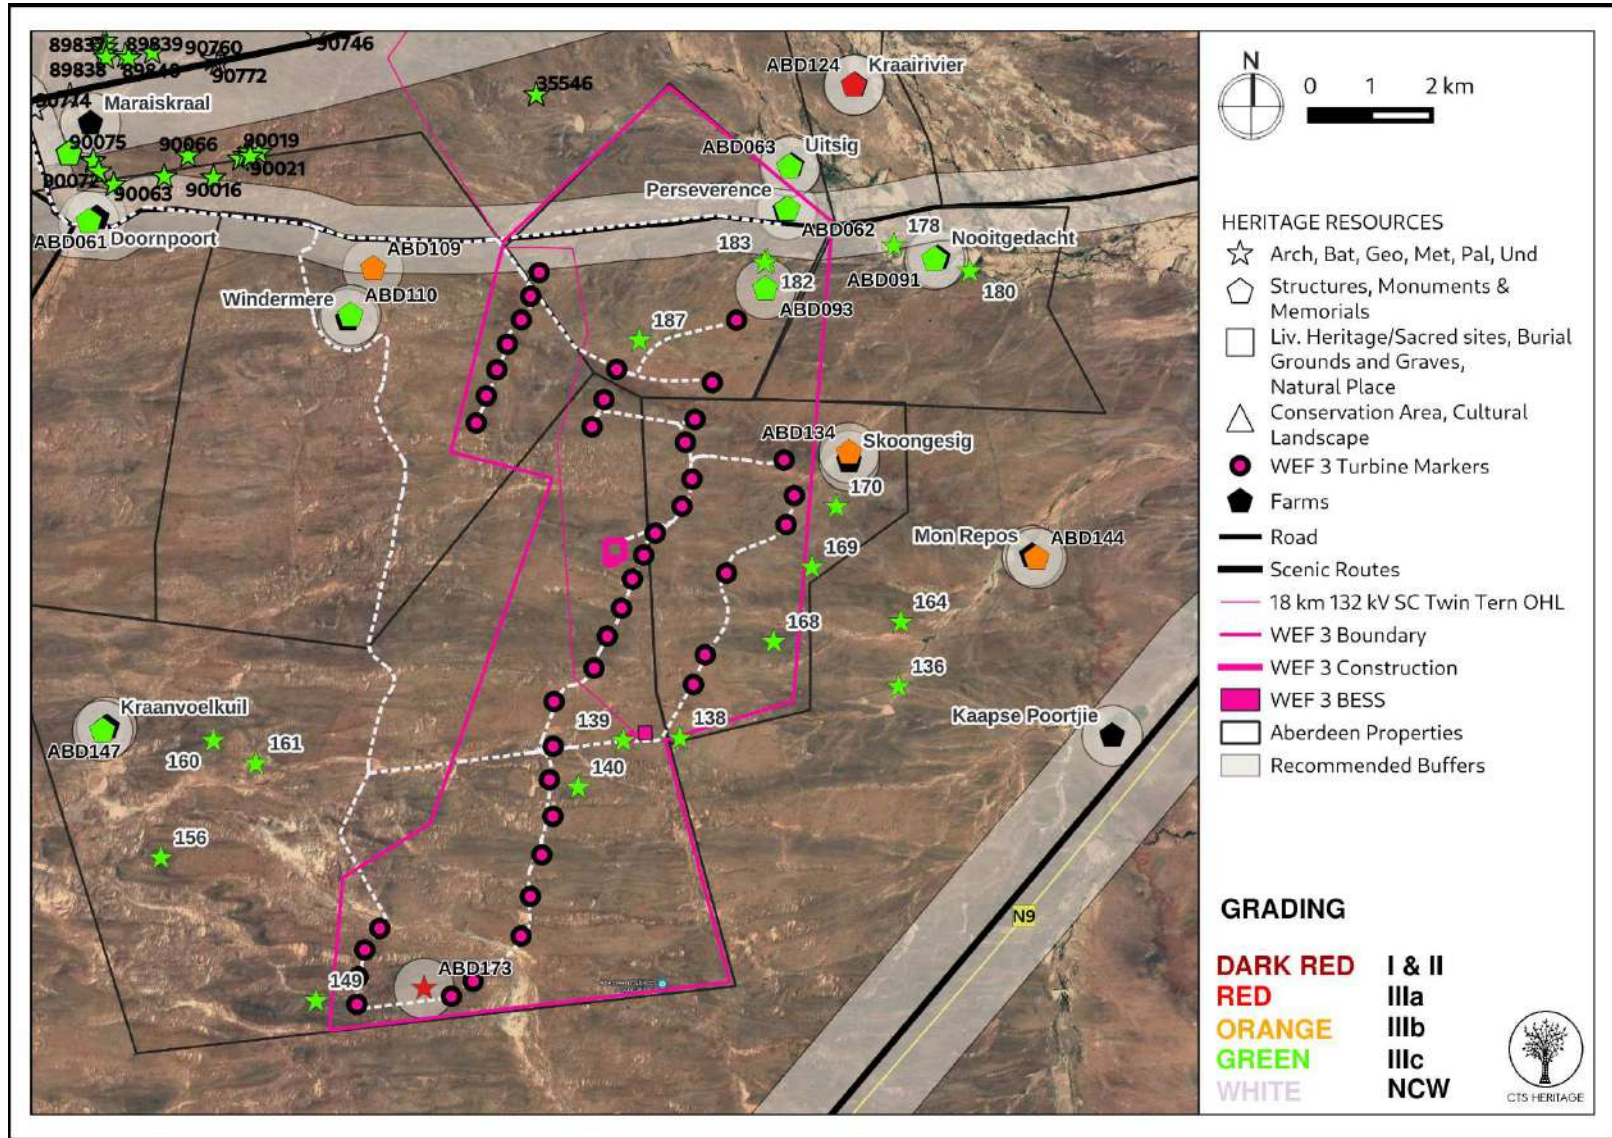 89837
89839
90760
90746
89838
89840
90772
90774
Maraiskraal
35546
ABD124
Kraairivier
90075
90066
90019
90021
90072
90063
90016
ABD063
Uitsig
Perseverence
ABD061
Doornpoort
ABD109
ABD062
183
178
Nooitgedacht
Windermere
ABD110
182
ABD093
ABD091
180
187
ABD134
Skoongesig
170
Mon Repos
ABD144
169
164
168
136
Kraanvoelkuil
ABD147
160
161
139
138
140
Kaapse Poortjie
156
N9
149
ABD173
N
0 1 2 km
HERITAGE RESOURCES
Arch, Bat, Geo, Met, Pal, Und
Structures, Monuments &
Memorials
Liv. Heritage/Sacred sites, Burial
Grounds and Graves,
Natural Place
Conservation Area, Cultural
Landscape
WEF 3 Turbine Markers
Farms
Road
Scenic Routes
18 km 132 kV SC Twin Tern OHL
WEF 3 Boundary
WEF 3 Construction
WEF 3 BESS
Aberdeen Properties
Recommended Buffers
GRADING
DARK RED I & II
RED IIIa
ORANGE IIIb
GREEN IIIc
WHITE NCW
CTS HERITAGE